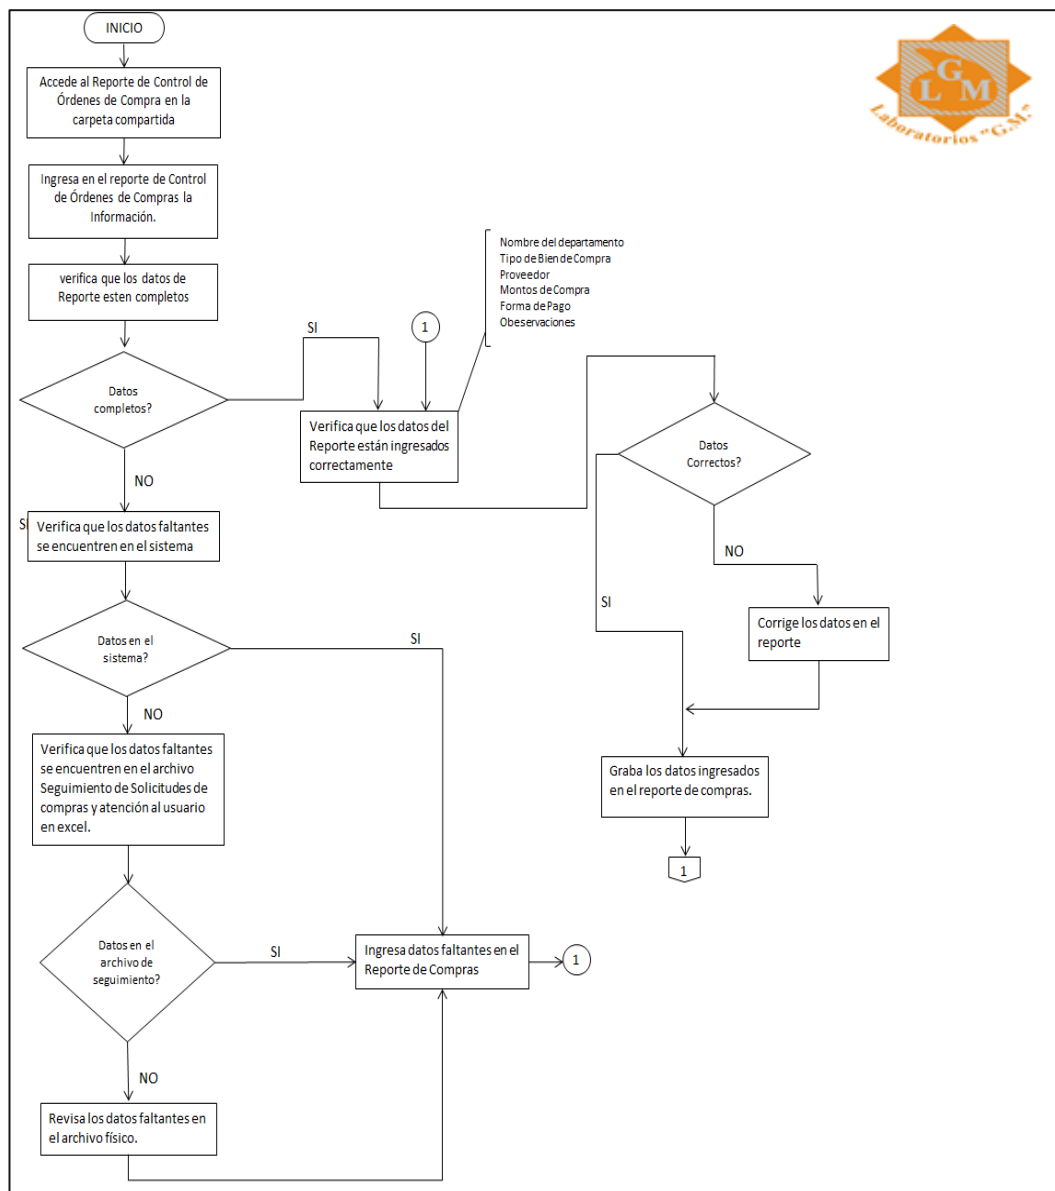 INICIO
L G M
Laboratorios "G.M."
Accede al Reporte de Control de
Órdenes de Compra en la
carpeta compartida
Ingresa en el reporte de Control
de Órdenes de Compras la
Información.
verifica que los datos de
Reporte esten completos
Nombre del departamento
Tipo de Bien de Compra
Proveedor
Montos de Compra
Forma de Pago
Obeservaciones
1
SI
Datos
completos?
Verifica que los datos del
Reporte están ingresados
correctamente
Datos
Correctos?
NO
SI
Verifica que los datos faltantes
se encuentren en el sistema
NO
SI
Corrige los datos en el
reporte
Datos en el
sistema?
SI
NO
Verifica que los datos faltantes
se encuentren en el archivo
Seguimiento de Solicitudes de
compras y atención al usuario
en excel.
Graba los datos ingresados
en el reporte de compras.
1
Datos en el
archivo de
seguimiento?
SI
Ingresa datos faltantes en el
Reporte de Compras
1
NO
Revisa los datos faltantes en
el archivo físico.